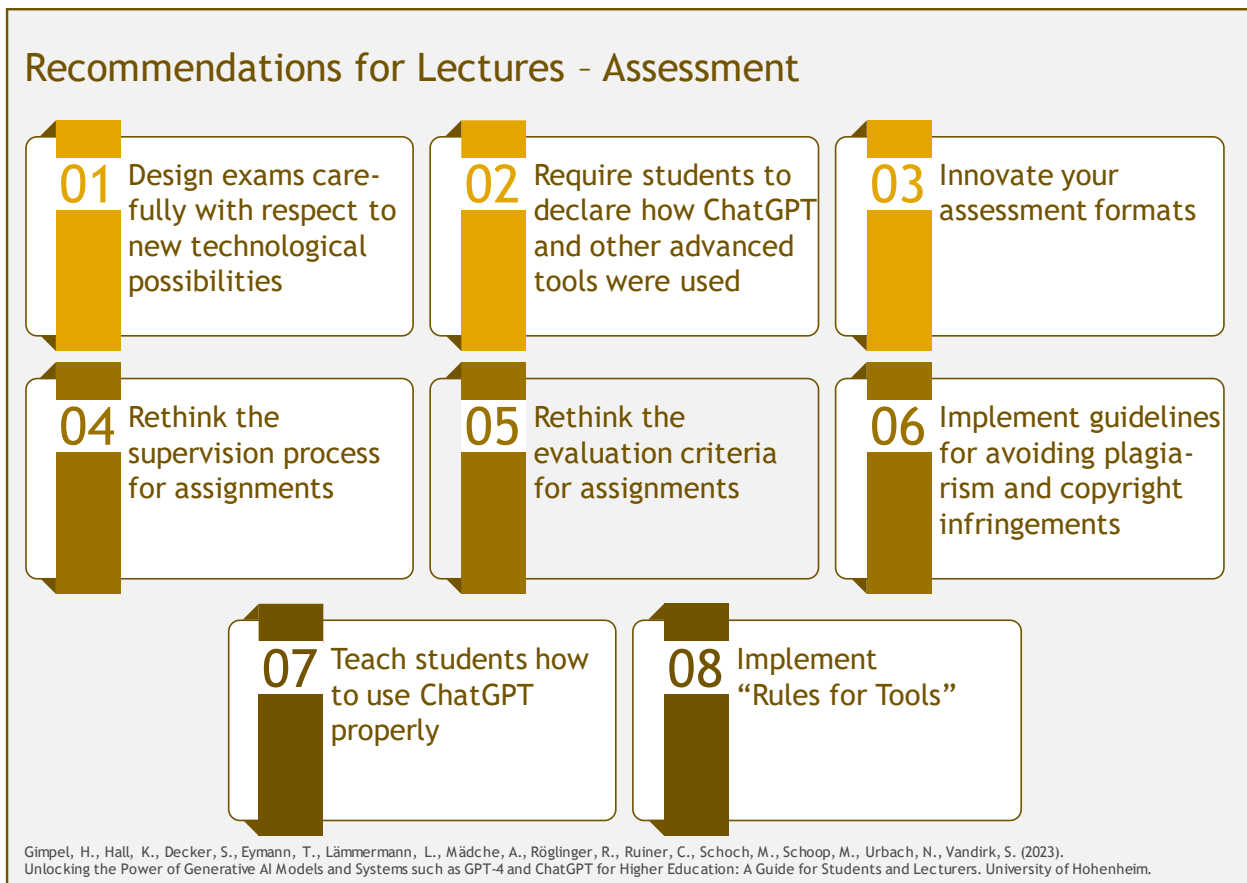 Recommendations for Lectures – Assessment
01
Design exams care-
fully with respect to
new technological
possibilities
02
Require students to
declare how ChatGPT
and other advanced
tools were used
03
Innovate your
assessment formats
04
Rethink the
supervision process
for assignments
05
Rethink the
evaluation criteria
for assignments
06
Implement guidelines
for avoiding plagia-
rism and copyright
infringements
07
Teach students how
to use ChatGPT
properly
08
Implement
“Rules for Tools”
Gimpel, H., Hall, K., Decker, S., Eymann, T., Lämmermann, L., Mädche, A., Röglinger, R., Ruiner, C., Schoch, M., Schoop, M., Urbach, N., Vandirk, S. (2023).
Unlocking the Power of Generative AI Models and Systems such as GPT-4 and ChatGPT for Higher Education: A Guide for Students and Lecturers. University of Hohenheim.